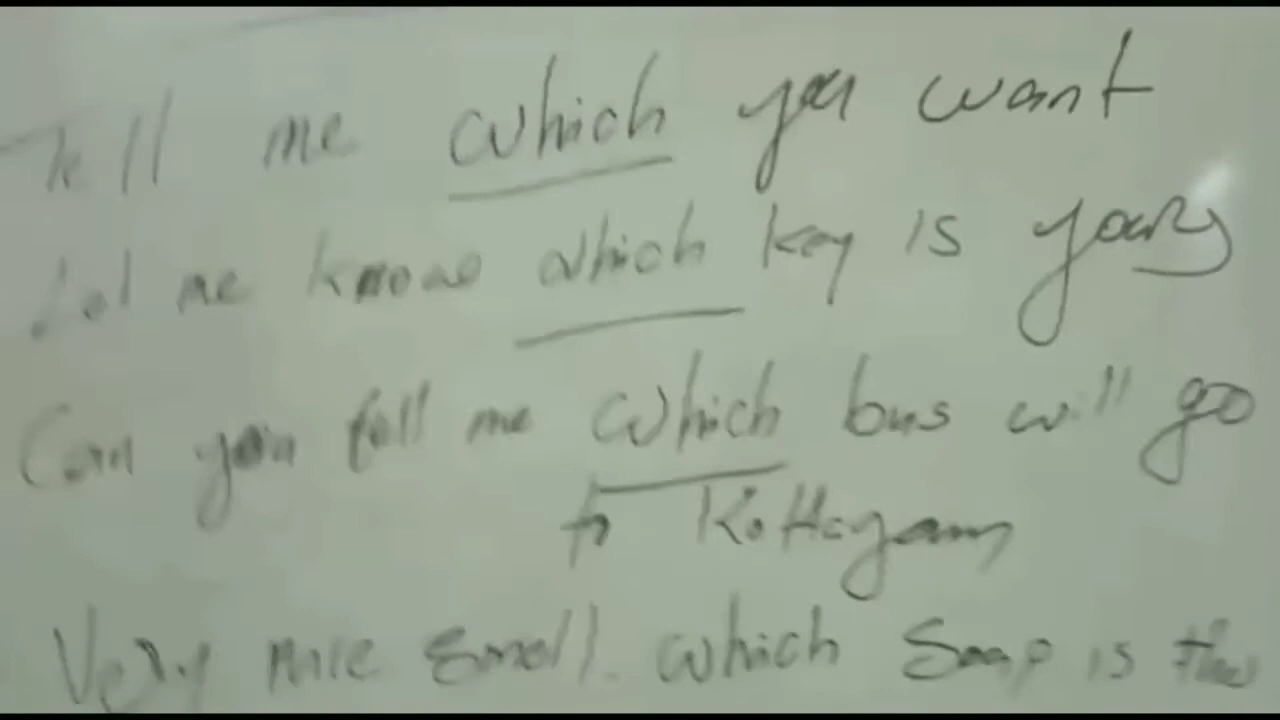 Tell me which you want
Let me know which key is yours
Can you tell me which bus will go
to Kottayam
Very nice smell. which Soap is this